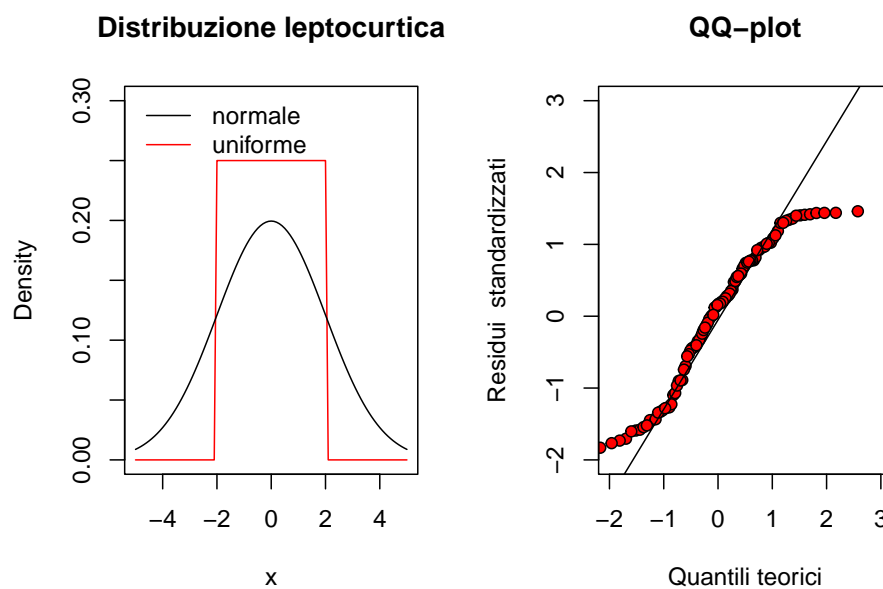 Distribuzione leptocurtica
Density
0.00
0.10
0.20
0.30
normale
uniforme
−4 −2 0 2 4
x
QQ−plot
Residui standardizzati
−2
−1
0
1
2
3
−2 −1 0 1 2 3
Quantili teorici